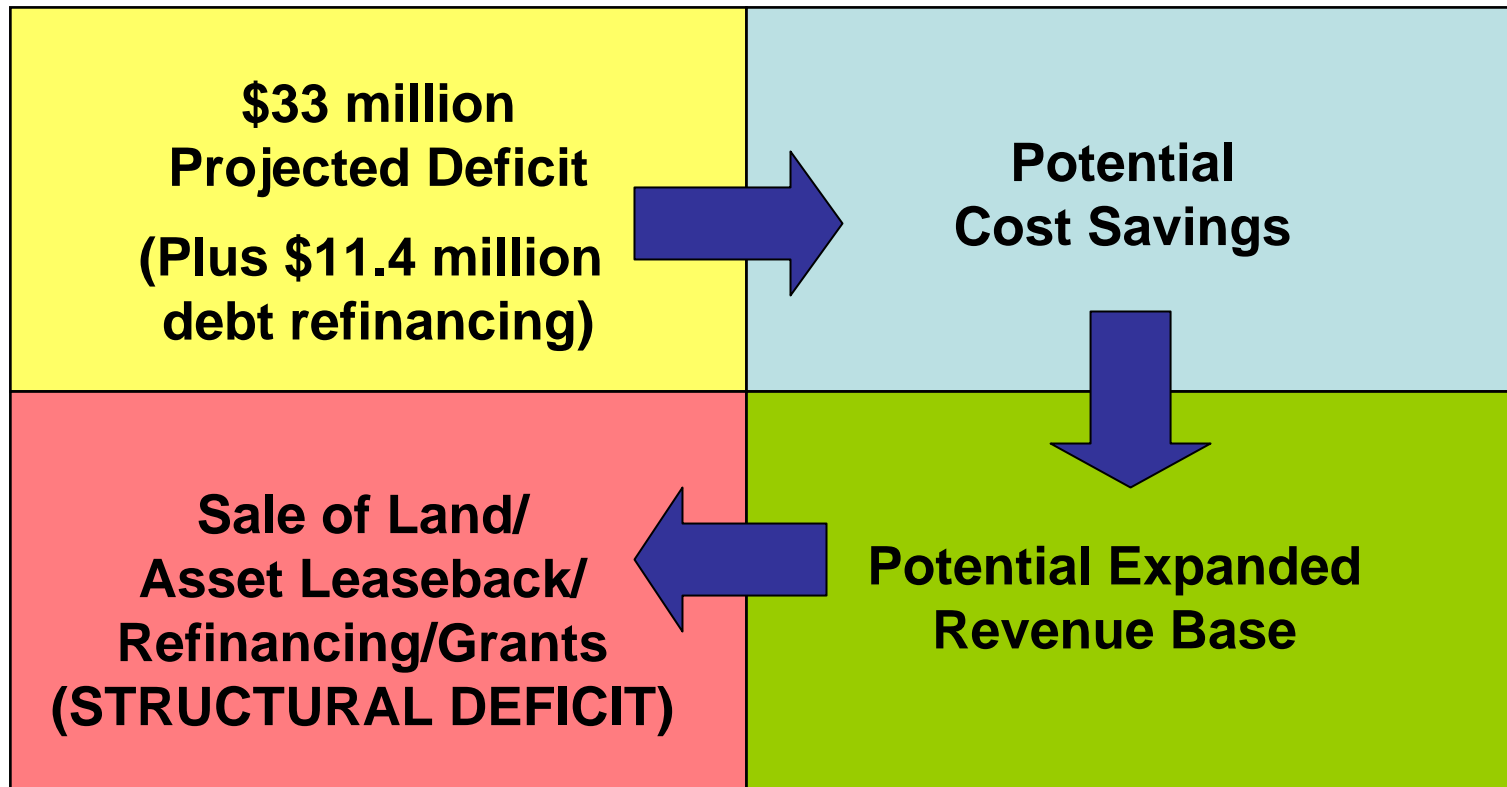 $33 million
Projected Deficit
(Plus $11.4 million
debt refinancing)
Potential
Cost Savings
Potential Expanded
Revenue Base
Sale of Land/
Asset Leaseback/
Refinancing/Grants
(STRUCTURAL DEFICIT)